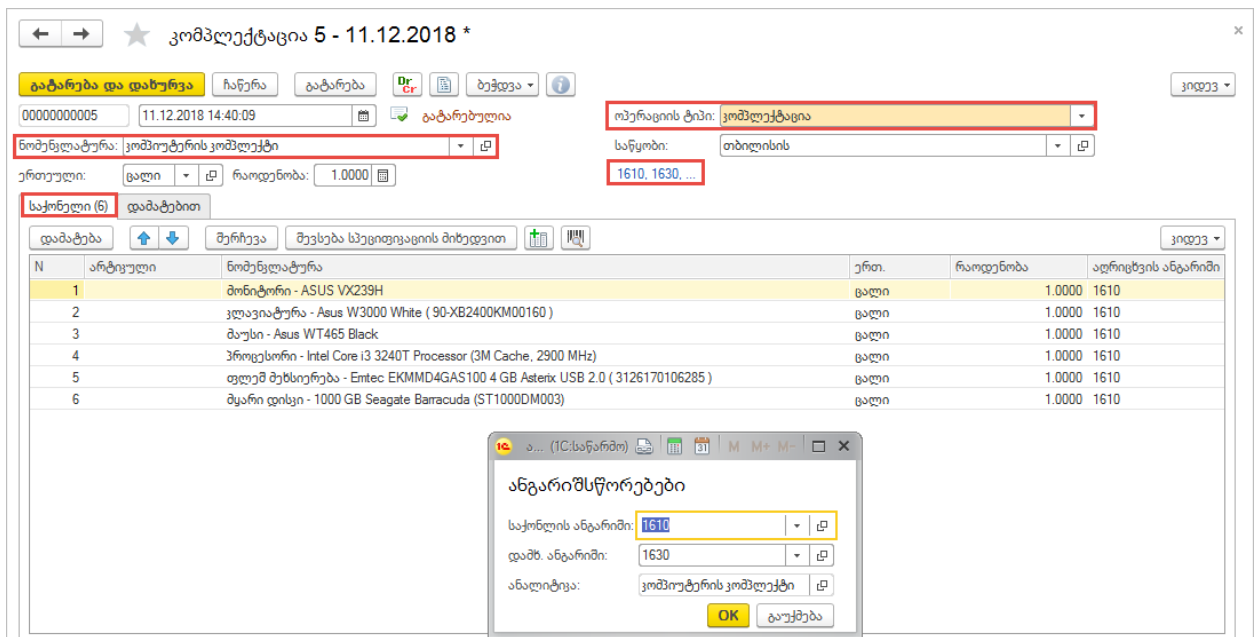 კომპლექტაცია 5 - 11.12.2018 *
გატარება და დახურვა ჩაწერა გატარება Dr Cr ბეჭდვა კიდევ
00000000005 11.12.2018 14:40:09 გატარებულია ოპერაციის ტიპი: კომპლექტაცია
ნომენკლატურა: კომპიუტერის კომპლექტი საწყობი: თბილისის
ერთეული: ცალი რაოდენობა: 1.0000 1610, 1630, ...
საქონელი (6) დამატებით
დამატება შერჩევა შევსება სპეციფიკაციის მიხედვით კიდევ
N არტიკული ნომენკლატურა ერთ. რაოდენობა აღრიცხვის ანგარიში
1 მონიტორი - ASUS VX239H ცალი 1.0000 1610
2 კლავიატურა - Asus W3000 White ( 90-XB2400KM00160 ) ცალი 1.0000 1610
3 მაუსი - Asus WT465 Black ცალი 1.0000 1610
4 პროცესორი - Intel Core i3 3240T Processor (3M Cache, 2900 MHz) ცალი 1.0000 1610
5 ფლეშ მეხსიერება - Emtec EKMMD4GAS100 4 GB Asterix USB 2.0 ( 3126170106285 ) ცალი 1.0000 1610
6 მყარი დისკი - 1000 GB Seagate Barracuda (ST1000DM003) ცალი 1.0000 1610
1С ა... (1C:საწარმო) 31 M M+ M-
ანგარიშსწორებები
საქონლის ანგარიში: 1610
დამხ. ანგარიში: 1630
ანალიტიკა: კომპიუტერის კომპლექტი
OK გაუქმება